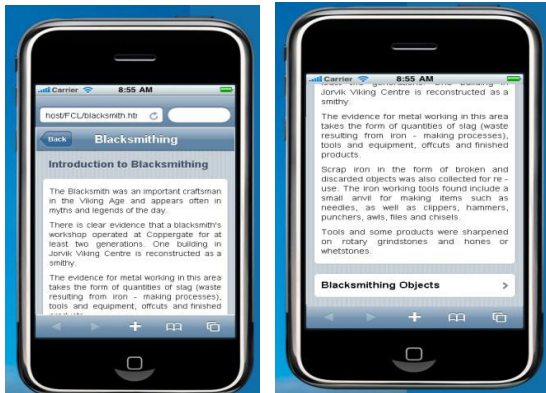 Carrier 8:55 AM
host/FCL/blacksmith.htt
Back Blacksmithing
Introduction to Blacksmithing
The Blacksmith was an important craftsman
in the Viking Age and appears often in
myths and legends of the day.
There is clear evidence that a blacksmith's
workshop operated at Coppergate for at
least two generations. One building in
Jorvik Viking Centre is reconstructed as a
smithy.
The evidence for metal working in this area
takes the form of quantities of slag (waste
resulting from iron - making processes),
tools and equipment, offcuts and finished
products.
Carrier 8:55 AM
least two generations. One building in
Jorvik Viking Centre is reconstructed as a
smithy.
The evidence for metal working in this area
takes the form of quantities of slag (waste
resulting from iron - making processes),
tools and equipment, offcuts and finished
products.
Scrap iron in the form of broken and
discarded objects was also collected for re -
use. The iron working tools found include a
small anvil for making items such as
needles, as well as clippers, hammers,
punchers, awls, files and chisels.
Tools and some products were sharpened
on rotary grindstones and hones or
whetstones.
Blacksmithing Objects